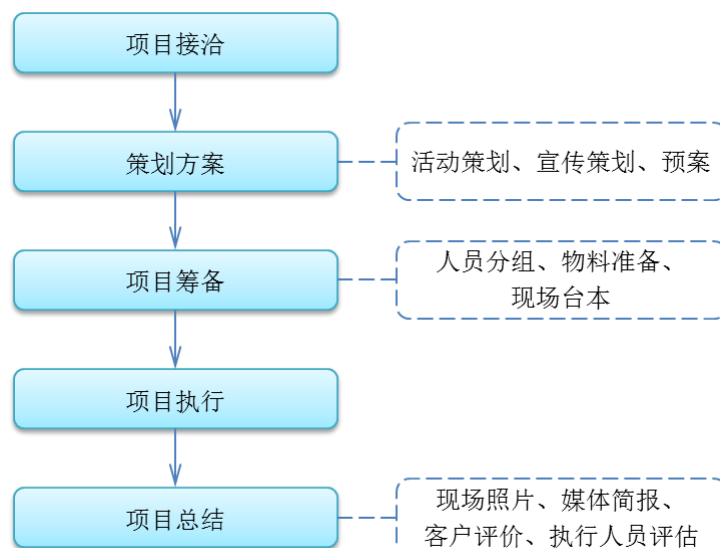 项目接洽
策划方案
活动策划、宣传策划、预案
项目筹备
人员分组、物料准备、
现场台本
项目执行
项目总结
现场照片、媒体简报、
客户评价、执行人员评估